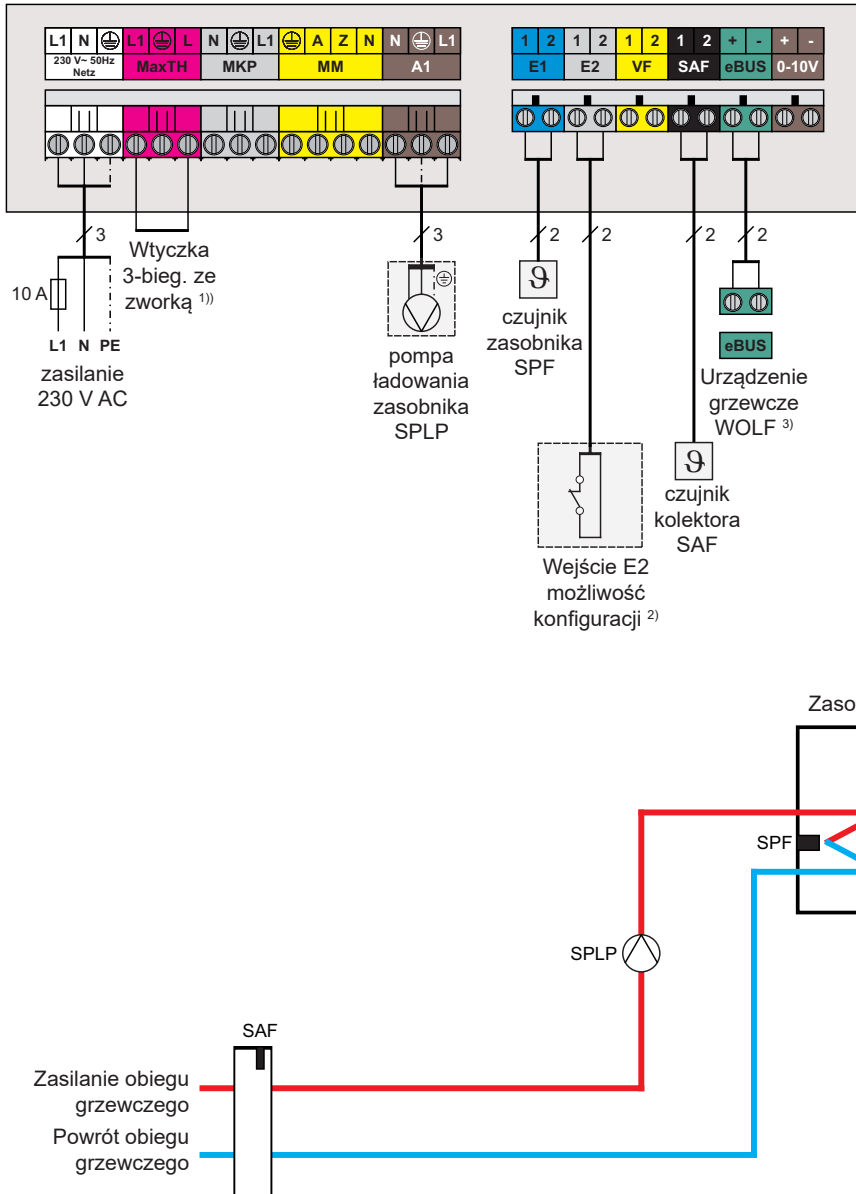 L1 N L1 L N L1 A Z N N L1
230 V~ 50Hz
Netz
MaxTH MKP MM A1
1 2 1 2 1 2 1 2 + - + -
E1 E2 VF SAF eBUS 0-10V
3
Wtyczka
3-bieg. ze
zworką 1))
10 A
L1 N PE
zasilanie
230 V AC
3
pompa
ładowania
zasobnika
SPLP
2
ϑ
czujnik
zasobnika
SPF
2
Wejście E2
możliwość
konfiguracji 2)
2
ϑ
czujnik
kolektora
SAF
2
eBUS
Urządzenie
grzewcze
WOLF 3)
Zaso
SPF
SPLP
SAF
Zasilanie obiegu
grzewczego
Powrót obiegu
grzewczego